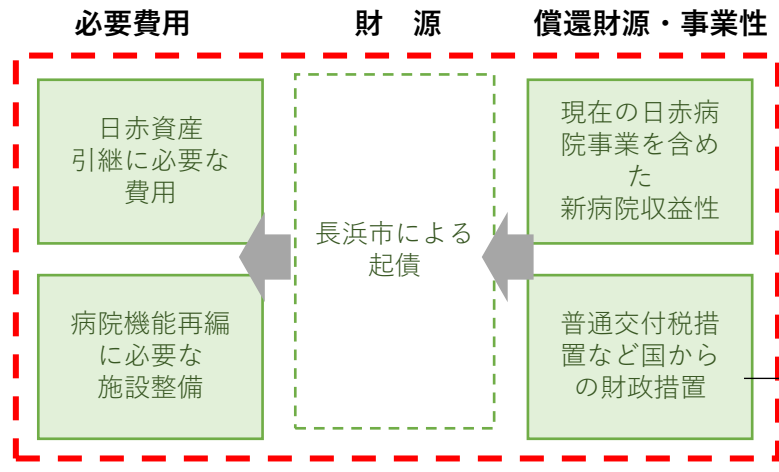 必要費用
財　源
償還財源・事業性
日赤資産
引継に必要な
費用
病院機能再編
に必要な
施設整備
長浜市による
起債
現在の日赤病
院事業を含め
た
新病院収益性
普通交付税措
置など国から
の財政措置